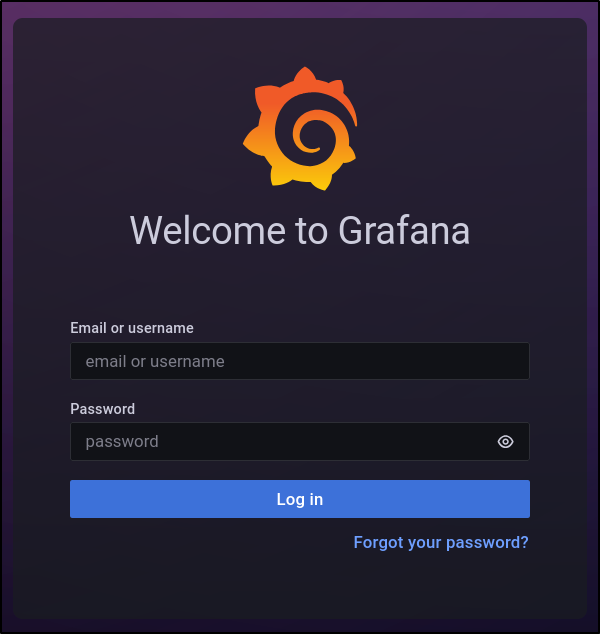 Welcome to Grafana
Email or username
email or username
Password
password
Log in
Forgot your password?